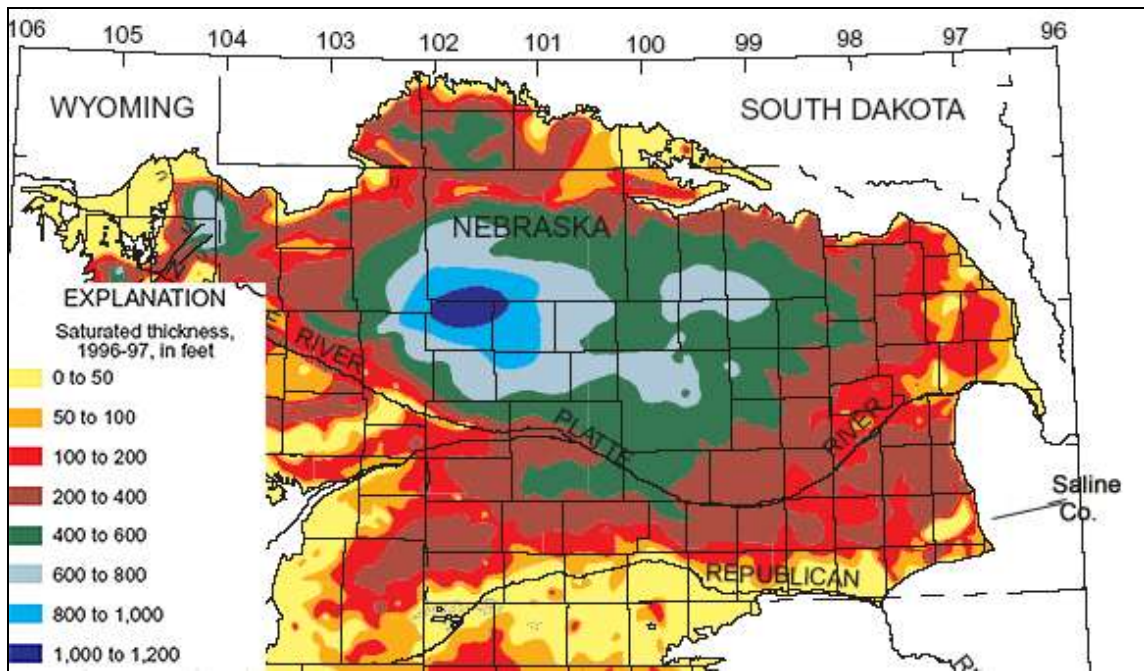 106 105 104 103 102 101 100 99 98 97 96
WYOMING
SOUTH DAKOTA
NEBRASKA
EXPLANATION
Saturated thickness,
1996-97, in feet
0 to 50
50 to 100
100 to 200
200 to 400
400 to 600
600 to 800
800 to 1,000
1,000 to 1,200
RIVER
PLATTE
RIVER
Saline
Co.
REPUBLICAN